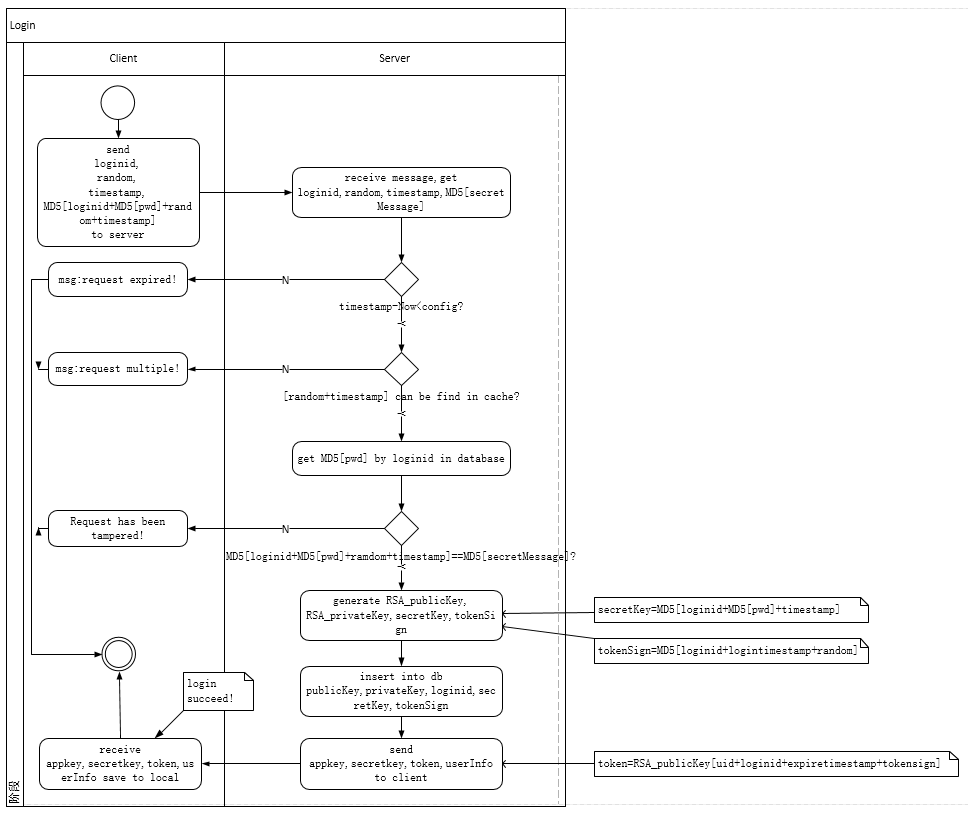 Login
Client
Server
send
loginid,
random,
timestamp,
MD5[loginid+MD5[pwd]+rand
om+timestamp]
to server
receive message, get
loginid, random, timestamp, MD5[secret
Message]
msg:request expired!
N
timestamp-Now<config?
Y
msg:request multiple!
N
[random+timestamp] can be find in cache?
Y
get MD5[pwd] by loginid in database
Request has been
tampered!
N
MD5[loginid+MD5[pwd]+ramdom+timestamp]==MD5[secretMessage]?
Y
generate RSA_publicKey,
RSA_privateKey, secretKey, tokenSi
gn
secretKey=MD5[loginid+MD5[pwd]+timestamp]
tokenSign=MD5[loginid+logintimestamp+random]
login
succeed!
insert into db
publicKey, privateKey, loginid, sec
retKey, tokenSign
receive
appkey, secretkey, token, us
erInfo save to local
send
appkey, secretkey, token, userInfo
to client
token=RSA_publicKey[uid+loginid+expiretimestamp+tokensign]
阶段